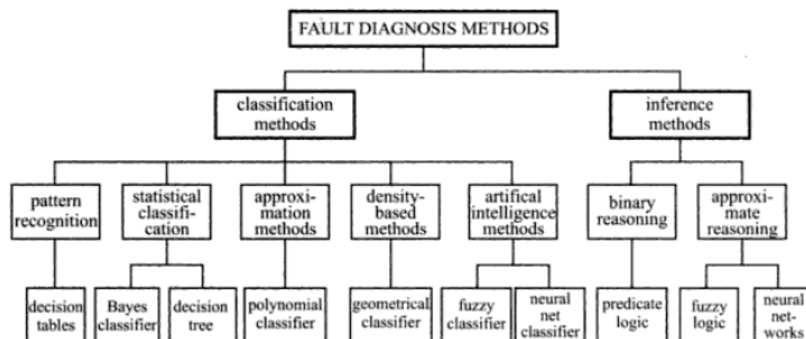 FAULT DIAGNOSIS METHODS
classification
methods
inference
methods
pattern
recognition
statistical
classifi-
cation
approxi-
mation
methods
density-
based
methods
artifical
intelligence
methods
binary
reasoning
approxi-
mate
reasoning
decision
tables
Bayes
classifier
decision
tree
polynomial
classifier
geometrical
classifier
fuzzy
classifier
neural
net
classifier
predicate
logic
fuzzy
logic
neural
net-
works